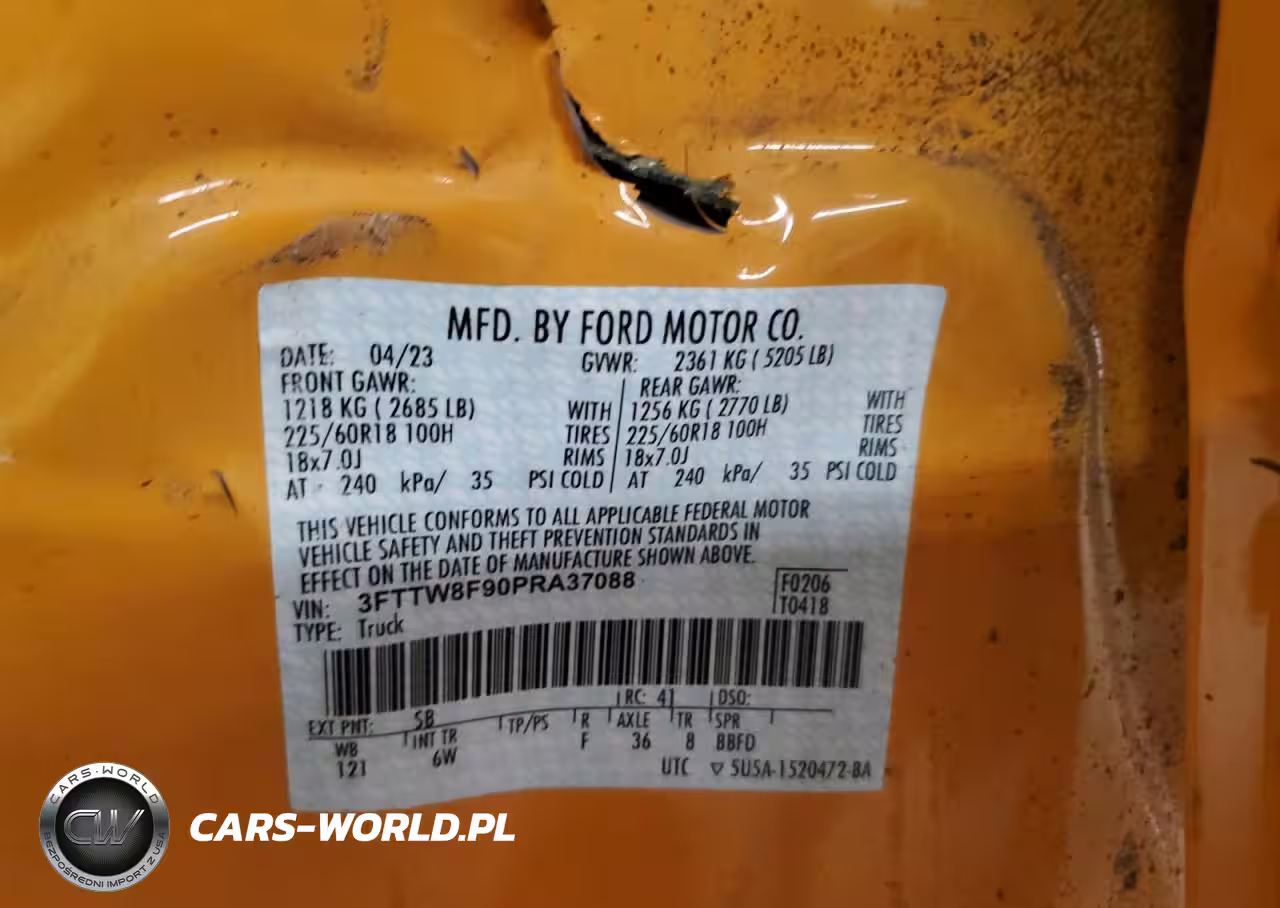 MFD. BY FORD MOTOR CO.
DATE: 04/23 GVWR: 2361 KG ( 5205 LB)
FRONT GAWR: REAR GAWR:
1218 KG ( 2685 LB) WITH 1256 KG ( 2770 LB) WITH
225/60R18 100H TIRES 225/60R18 100H TIRES
18x7.0J RIMS 18x7.0J RIMS
AT 240 kPa/ 35 PSI COLD AT 240 kPa/ 35 PSI COLD
THIS VEHICLE CONFORMS TO ALL APPLICABLE FEDERAL MOTOR
VEHICLE SAFETY AND THEFT PREVENTION STANDARDS IN
EFFECT ON THE DATE OF MANUFACTURE SHOWN ABOVE.
VIN: 3FTTW8F90PRA37088 F0206
TYPE: Truck T0418
RC: 41 DSO:
EXT PNT: SB
WB INT TR TP/PS R AXLE TR SPR
121 6W F 36 8 BBFD
UTC ▽ 5U5A-1520472-BA
CARS-WORLD
CW
BEZPOŚREDNI IMPORT Z USA
CARS-WORLD.PL